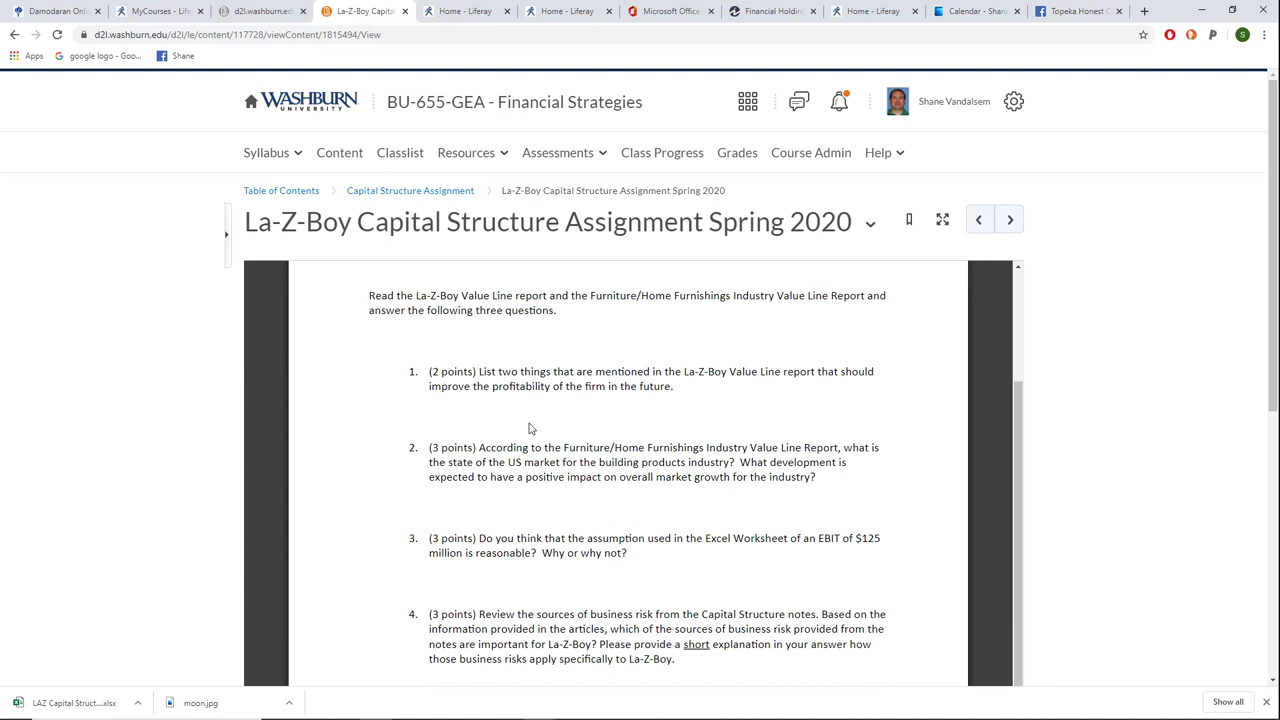 Damodaran Onlin
MyCourses - Life
d2l.washburn.ed
La-Z-Boy Capital
Home - Liferay
Home - Liferay
Microsoft Office
Financial Holding
Home - Liferay
Calendar - Shane
Topeka Honest C
d2l.washburn.edu/d2l/le/content/117728/viewContent/1815494/View
S
Apps
google logo - Goo...
Shane
WASHBURN UNIVERSITY
BU-655-GEA - Financial Strategies
Shane Vandalsem
Syllabus Content Classlist Resources Assessments Class Progress Grades Course Admin Help
Table of Contents Capital Structure Assignment La-Z-Boy Capital Structure Assignment Spring 2020
La-Z-Boy Capital Structure Assignment Spring 2020
Read the La-Z-Boy Value Line report and the Furniture/Home Furnishings Industry Value Line Report and
answer the following three questions.
1. (2 points) List two things that are mentioned in the La-Z-Boy Value Line report that should
improve the profitability of the firm in the future.
2. (3 points) According to the Furniture/Home Furnishings Industry Value Line Report, what is
the state of the US market for the building products industry? What development is
expected to have a positive impact on overall market growth for the industry?
3. (3 points) Do you think that the assumption used in the Excel Worksheet of an EBIT of $125
million is reasonable? Why or why not?
4. (3 points) Review the sources of business risk from the Capital Structure notes. Based on the
information provided in the articles, which of the sources of business risk provided from the
notes are important for La-Z-Boy? Please provide a short explanation in your answer how
those business risks apply specifically to La-Z-Boy.
LAZ Capital Struct....xlsx
moon.jpg
Show all